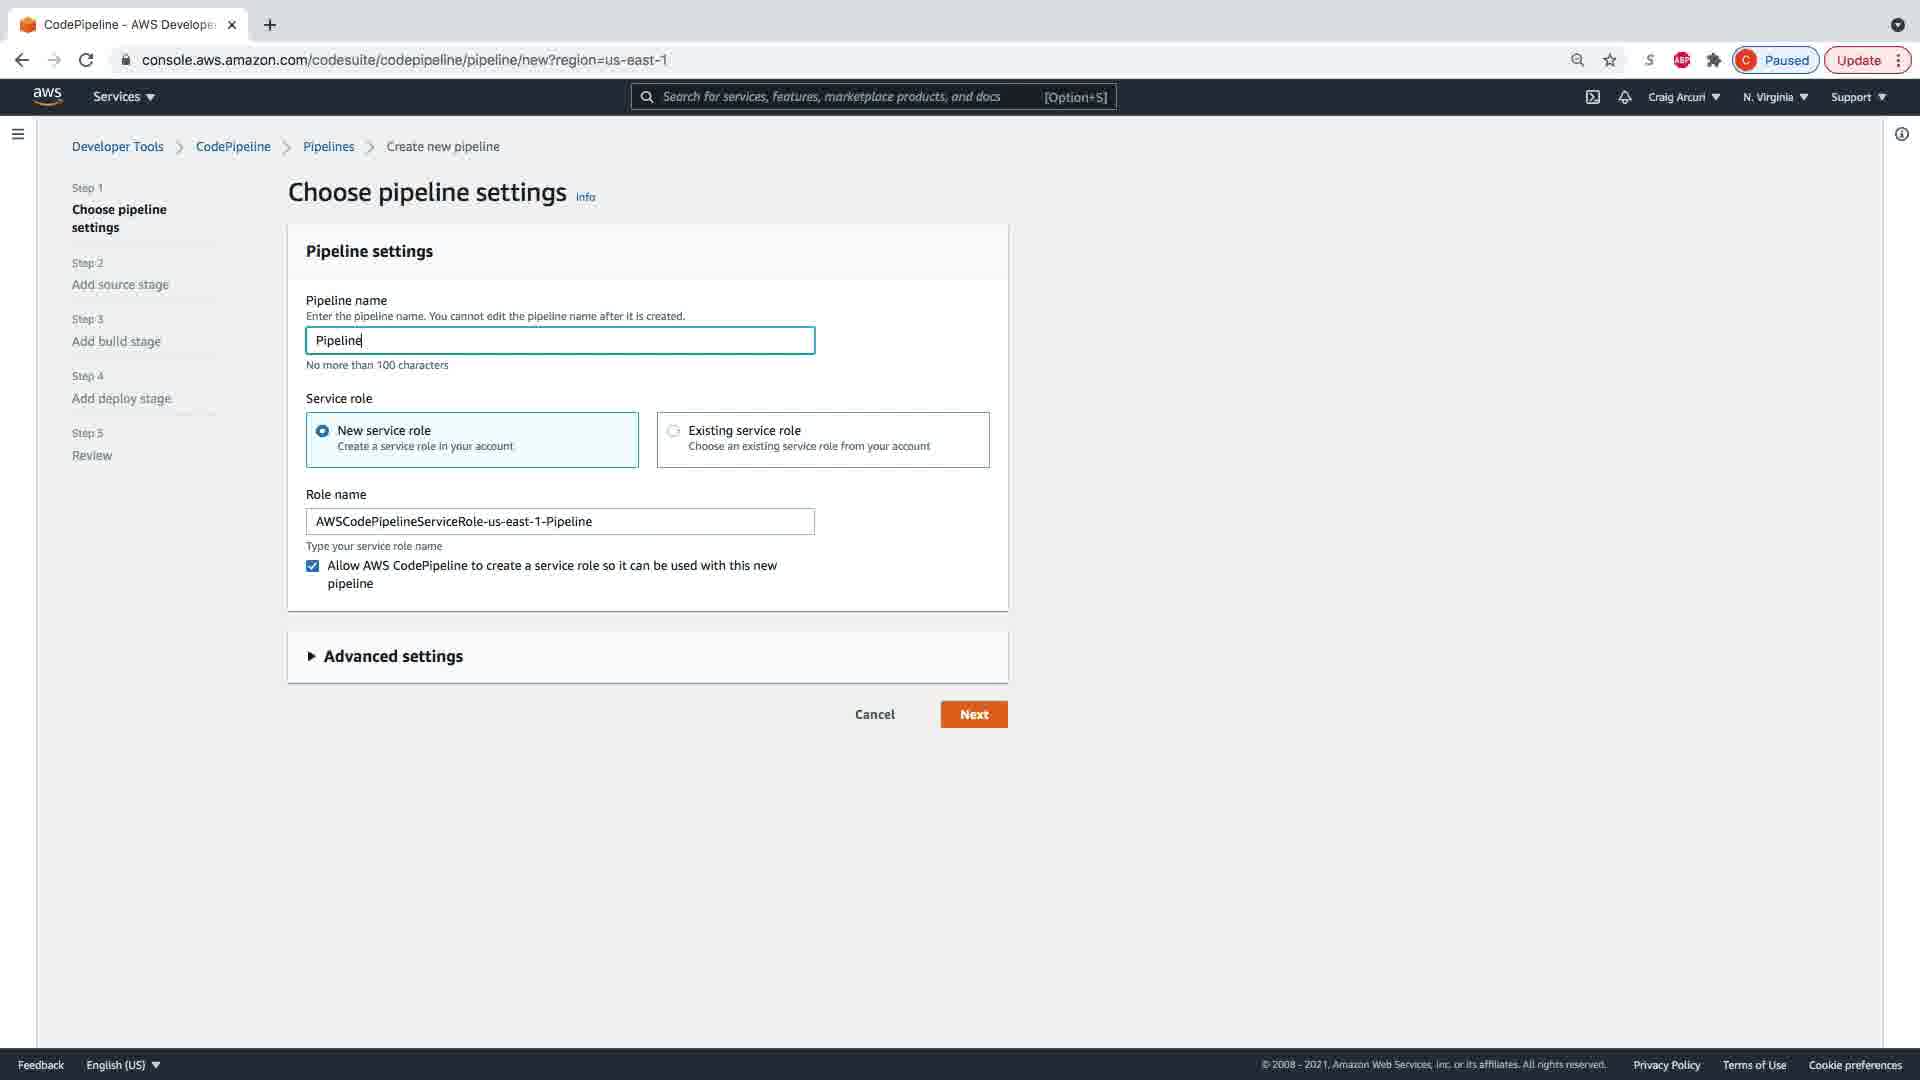 CodePipeline - AWS Develope
console.aws.amazon.com/codesuite/codepipeline/pipeline/new?region=us-east-1
S
ABP
C Paused
Update
aws
Services
Search for services, features, marketplace products, and docs [Option+S]
Craig Arcuri
N. Virginia
Support
Developer Tools
CodePipeline
Pipelines
Create new pipeline
Step 1
Choose pipeline
settings
Step 2
Add source stage
Step 3
Add build stage
Step 4
Add deploy stage
Step 5
Review
Choose pipeline settings Info
Pipeline settings
Pipeline name
Enter the pipeline name. You cannot edit the pipeline name after it is created.
Pipeline
No more than 100 characters
Service role
New service role
Create a service role in your account
Existing service role
Choose an existing service role from your account
Role name
AWSCodePipelineServiceRole-us-east-1-Pipeline
Type your service role name
Allow AWS CodePipeline to create a service role so it can be used with this new
pipeline
Advanced settings
Cancel
Next
Feedback
English (US)
© 2008 - 2021, Amazon Web Services, Inc. or its affiliates. All rights reserved.
Privacy Policy
Terms of Use
Cookie preferences